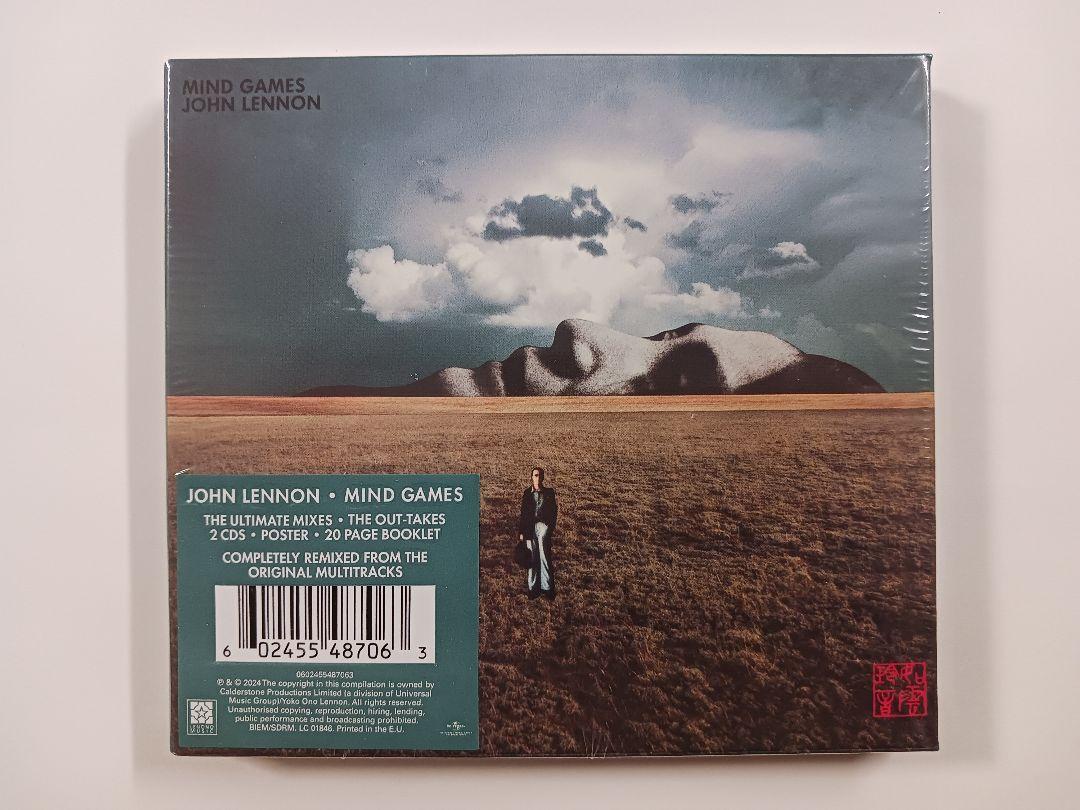 MIND GAMES
JOHN LENNON
JOHN LENNON • MIND GAMES
THE ULTIMATE MIXES • THE OUT-TAKES
2 CDS • POSTER • 20 PAGE BOOKLET
COMPLETELY REMIXED FROM THE
ORIGINAL MULTITRACKS
6 02455 48706 3
0602455487063
℗ & © 2024 The copyright in this compilation is owned by
Calderstone Productions Limited (a division of Universal
Music Group)/Yoko Ono Lennon. All rights reserved.
Unauthorised copying, reproduction, hiring, lending,
public performance and broadcasting prohibited.
BIEM/SDRM. LC 01846. Printed in the E.U.
LENONO
MUSIC